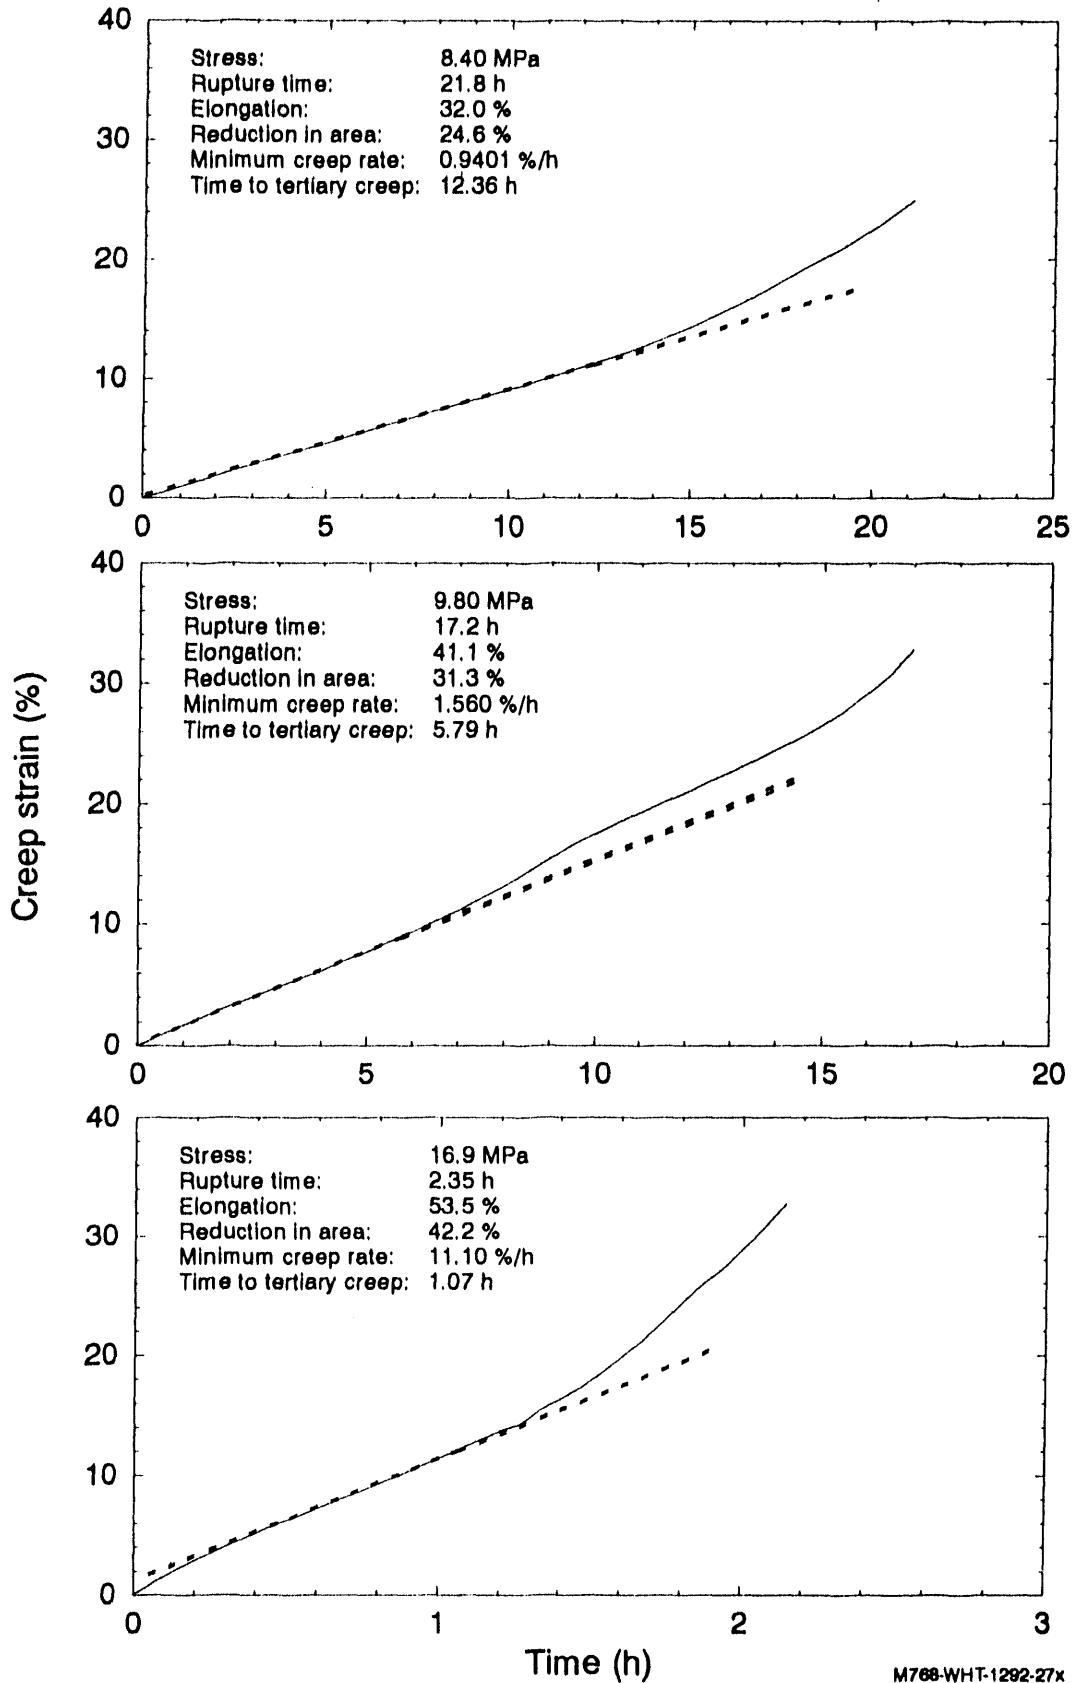 40
Stress: 8.40 MPa
Rupture time: 21.8 h
Elongation: 32.0 %
Reduction in area: 24.6 %
Minimum creep rate: 0.9401 %/h
Time to tertiary creep: 12.36 h
30
20
10
0
0 5 10 15 20 25
40
Stress: 9.80 MPa
Rupture time: 17.2 h
Elongation: 41.1 %
Reduction in area: 31.3 %
Minimum creep rate: 1.560 %/h
Time to tertiary creep: 5.79 h
30
20
10
0
0 5 10 15 20
Creep strain (%)
40
Stress: 16.9 MPa
Rupture time: 2.35 h
Elongation: 53.5 %
Reduction in area: 42.2 %
Minimum creep rate: 11.10 %/h
Time to tertiary creep: 1.07 h
30
20
10
0
0 1 2 3
Time (h)
M768-WHT-1292-27x